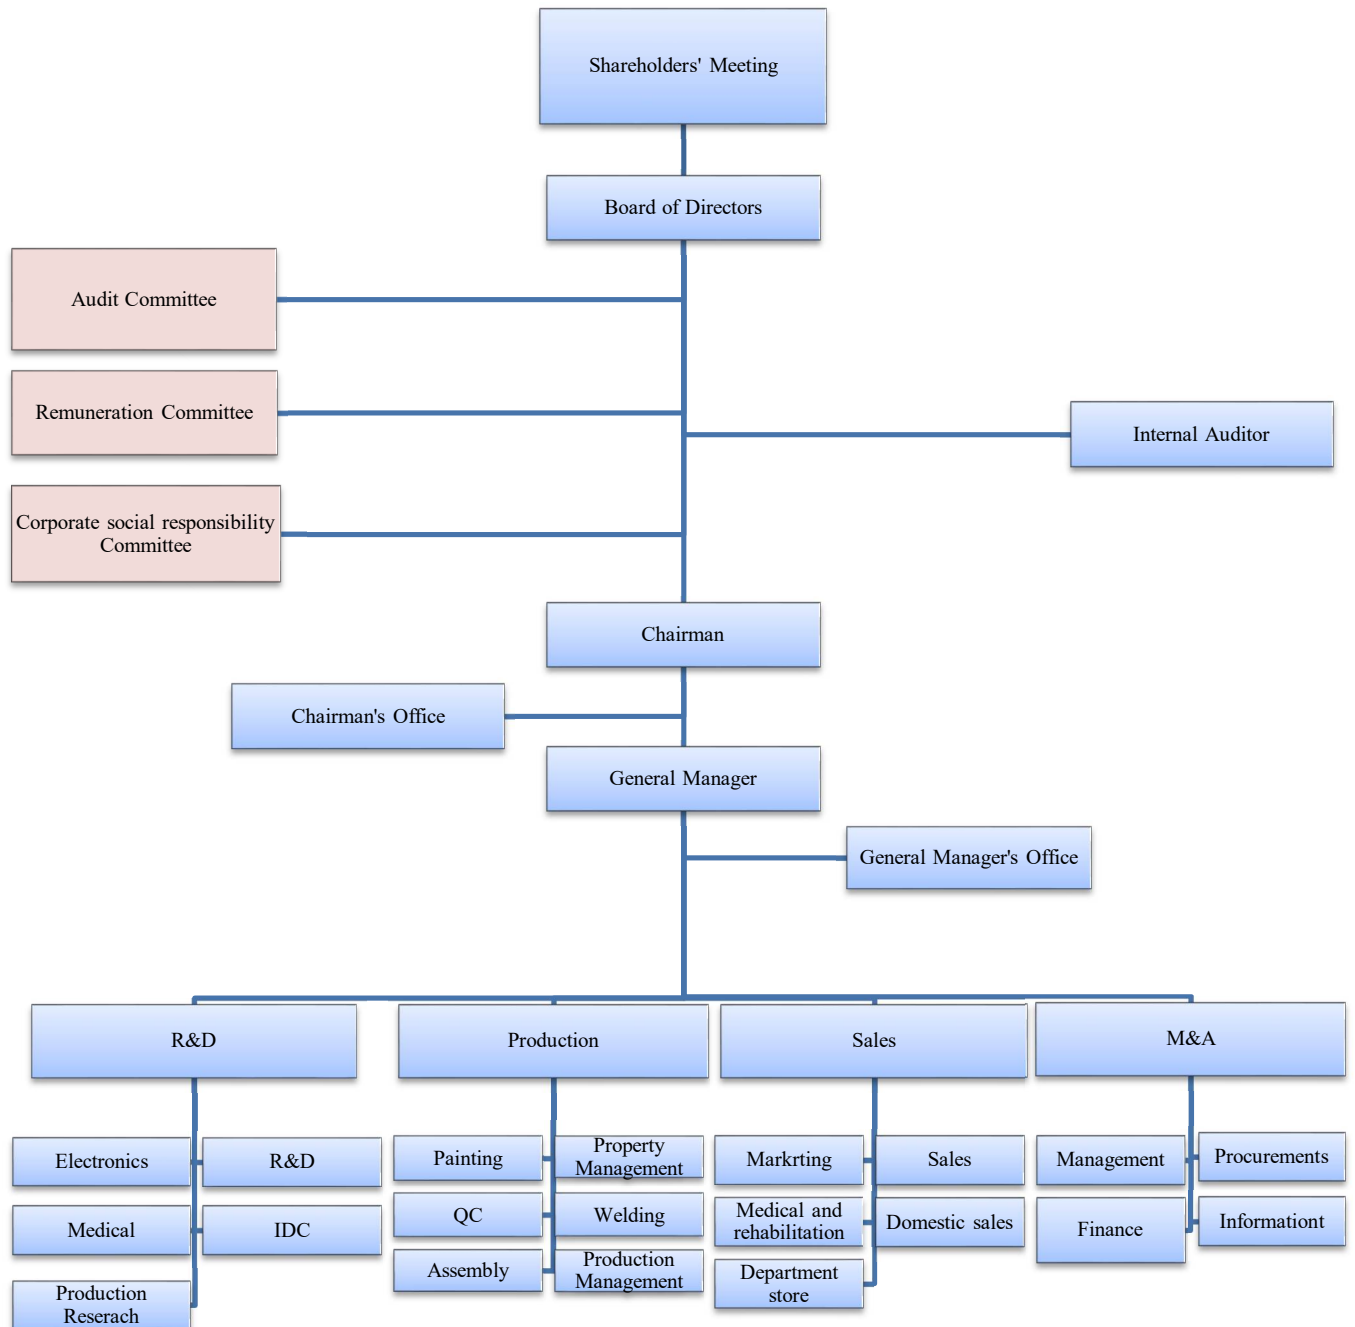 Shareholders' Meeting
Board of Directors
Audit Committee
Remuneration Committee
Internal Auditor
Corporate social responsibility
Committee
Chairman
Chairman's Office
General Manager
General Manager's Office
R&D
Production
Sales
M&A
Electronics
R&D
Medical
IDC
Production
Reserach
Painting
Property
Management
QC
Welding
Assembly
Production
Management
Markrting
Sales
Medical and
rehabilitation
Domestic sales
Department
store
Management
Procurements
Finance
Informationt